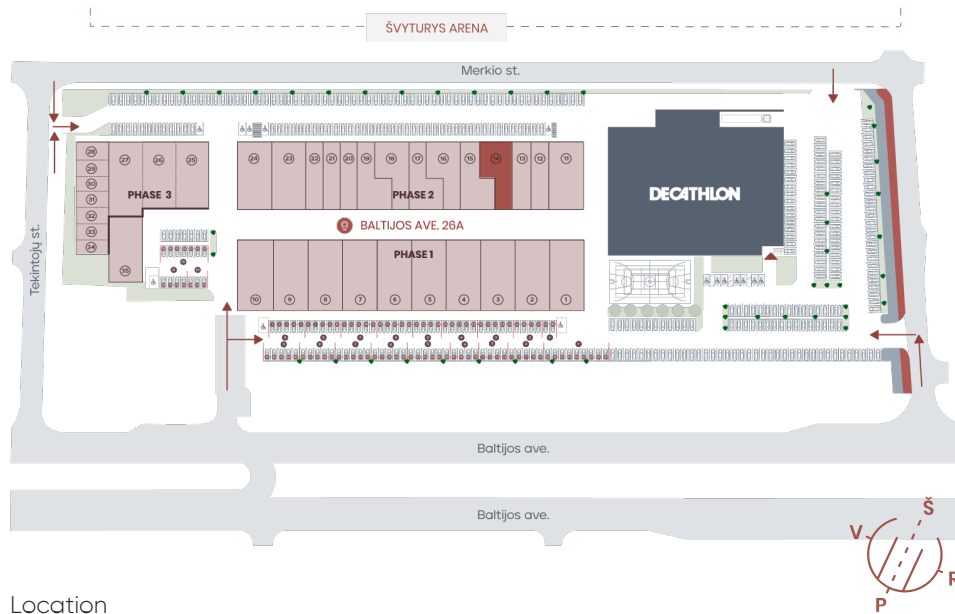 ŠVYTURYS ARENA
Merkio st.
28 27 26 25 24 23 22 21 20 19 18 17 16 15 14 13 12 11
29
30
31
32
33
34
35
PHASE 3
PHASE 2
DECATHLON
BALTIJOS AVE. 26A
PHASE 1
10 9 8 7 6 5 4 3 2 1
Tekintojų st.
Baltijos ave.
Baltijos ave.
Š
V
R
P
Location